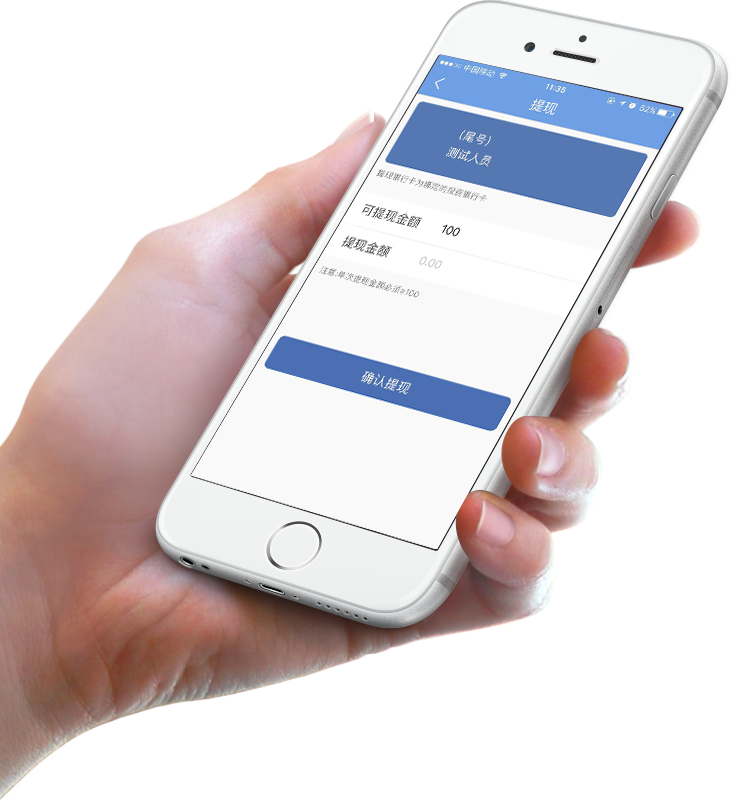 中国移动 11:35 52%
提现
(尾号)
测试人员
提现银行卡为绑定的投资银行卡
可提现金额 100
提现金额 0.00
注意:单次提现金额必须≥100
确认提现